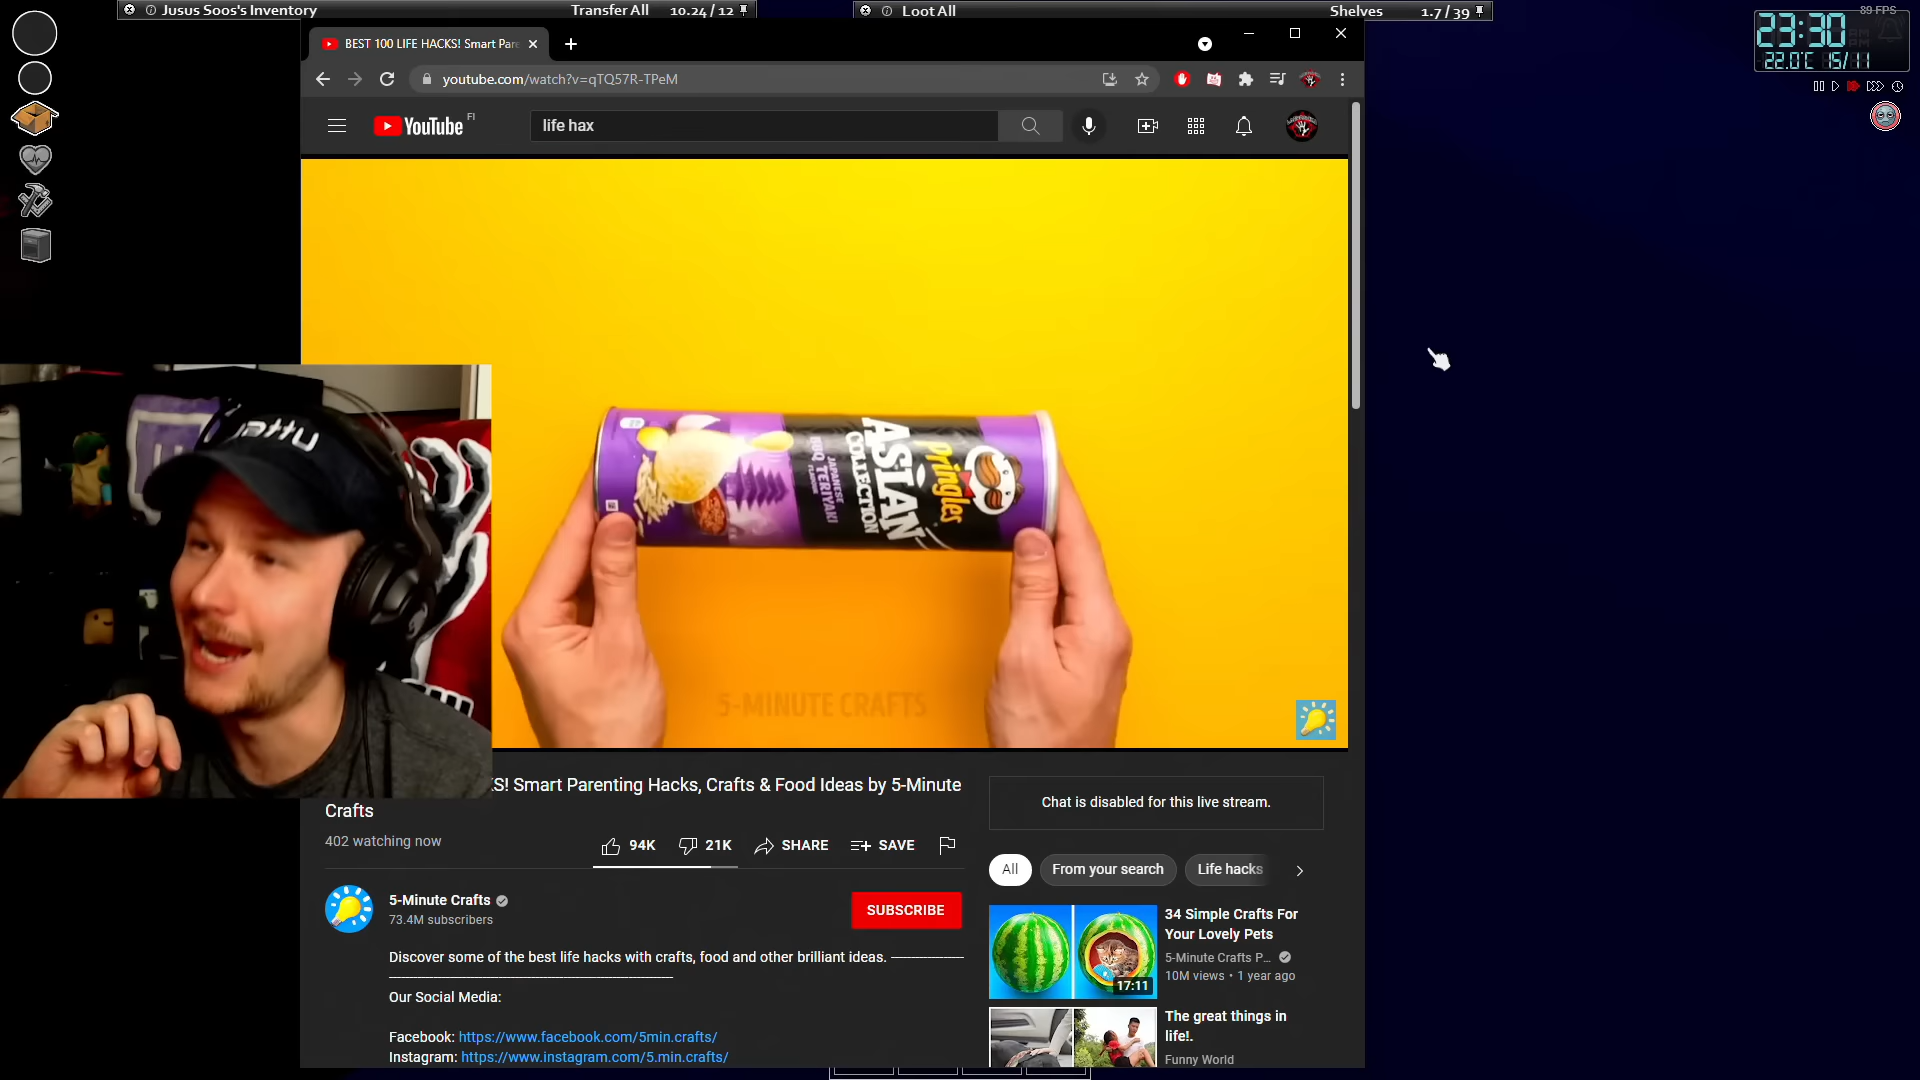 Jusus Soos's Inventory
Transfer All
10.24 / 12
Loot All
Shelves
1.7 / 39
89 FPS
23:30
22.0°C 15/11
BEST 100 LIFE HACKS! Smart Pare
youtube.com/watch?v=qTQ57R-TPeM
YouTube
FI
life hax
Pringles
ASIAN
COLLECTION
JAPANESE
BBQ TERIYAKI
FLAVOUR
5-MINUTE CRAFTS
S! Smart Parenting Hacks, Crafts & Food Ideas by 5-Minute
Crafts
402 watching now
94K
21K
SHARE
SAVE
5-Minute Crafts
73.4M subscribers
SUBSCRIBE
Discover some of the best life hacks with crafts, food and other brilliant ideas.
Our Social Media:
Facebook: https://www.facebook.com/5min.crafts/
Instagram: https://www.instagram.com/5.min.crafts/
Chat is disabled for this live stream.
All
From your search
Life hacks
34 Simple Crafts For
Your Lovely Pets
5-Minute Crafts P...
10M views • 1 year ago
17:11
The great things in
life!.
Funny World